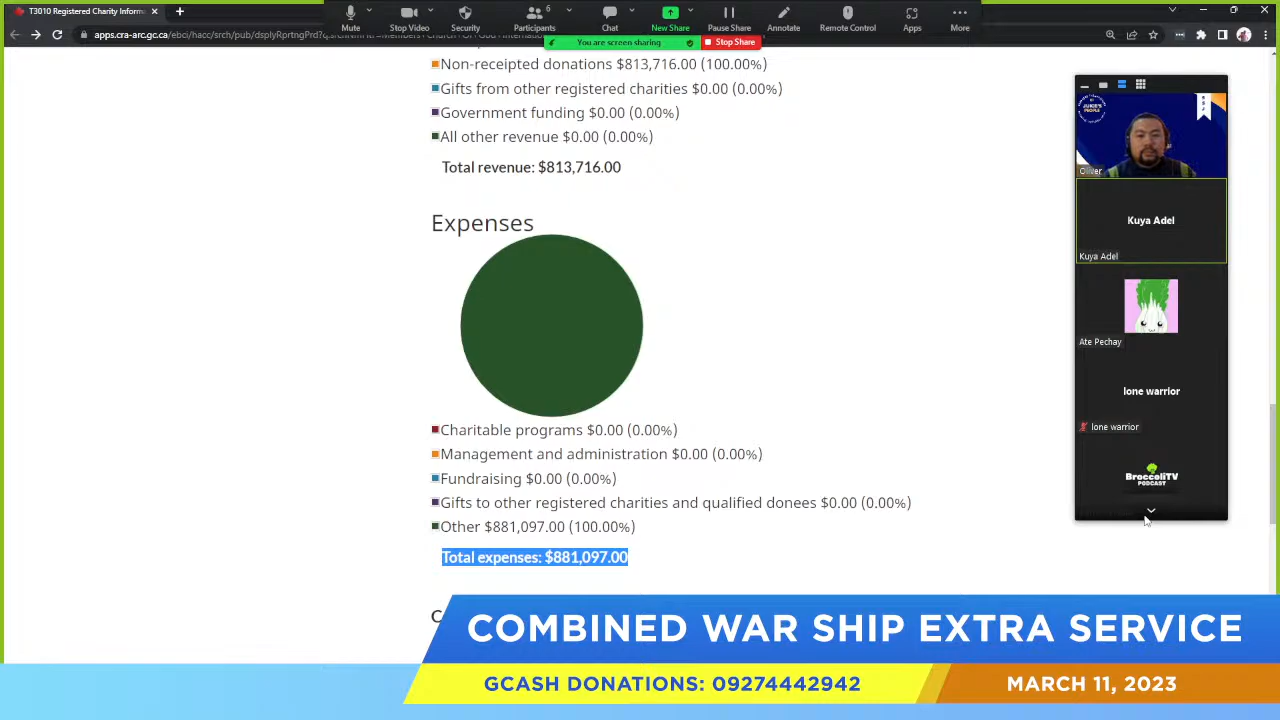 T3010 Registered Charity Inform
Mute
Stop Video
Security
6
Participants
Chat
New Share
Pause Share
Annotate
Remote Control
Apps
More
You are screen sharing
Stop Share
Non-receipted donations $813,716.00 (100.00%)
Gifts from other registered charities $0.00 (0.00%)
Government funding $0.00 (0.00%)
All other revenue $0.00 (0.00%)
Total revenue: $813,716.00
Expenses
Charitable programs $0.00 (0.00%)
Management and administration $0.00 (0.00%)
Fundraising $0.00 (0.00%)
Gifts to other registered charities and qualified donees $0.00 (0.00%)
Other $881,097.00 (100.00%)
Total expenses: $881,097.00
JUKE'S
PEOPLE
SSJ
Oliver
Kuya Adel
Kuya Adel
Ate Pechay
lone warrior
lone warrior
BroccoliTV
PODCAST
COMBINED WAR SHIP EXTRA SERVICE
GCASH DONATIONS: 09274442942
MARCH 11, 2023